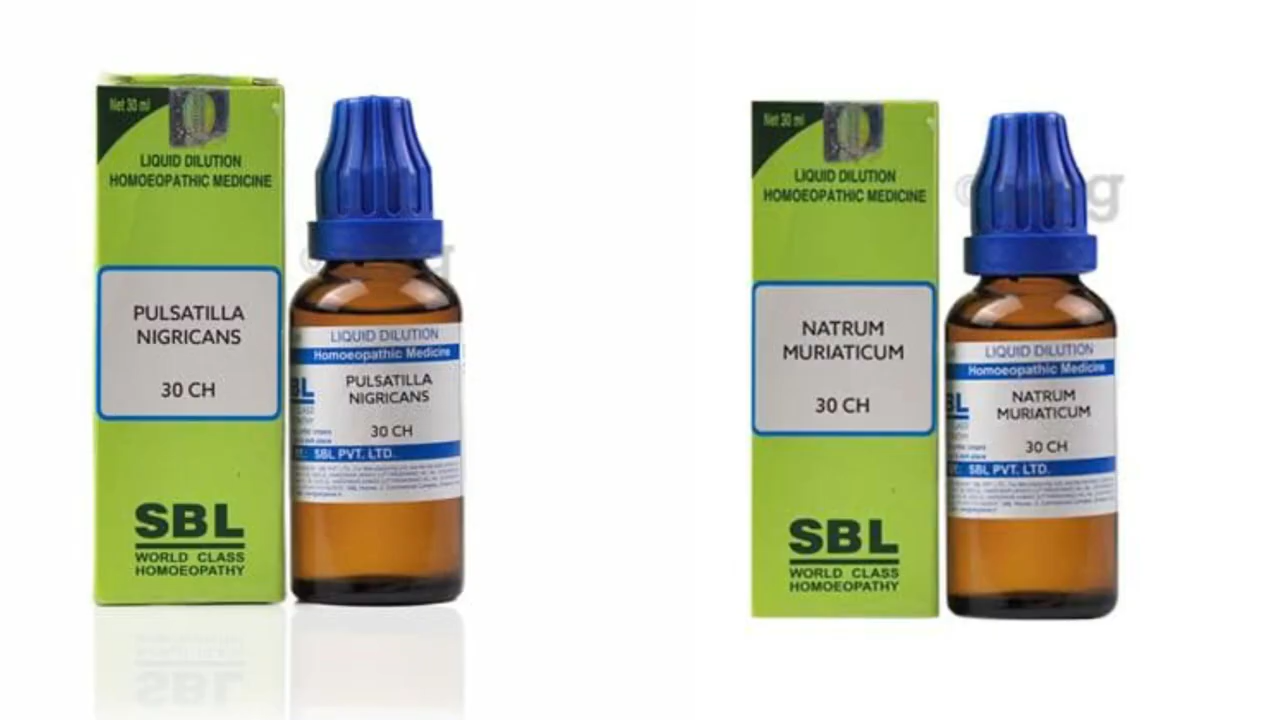 Net 30 ml
LIQUID DILUTION
HOMOEOPATHIC MEDICINE
PULSATILLA
NIGRICANS
30 CH
SBL
WORLD CLASS
HOMOEOPATHY
LIQUID DILUTION
Homoeopathic Medicine
BL
PULSATILLA
NIGRICANS
30 CH
SBL PVT. LTD.
Net 30 ml
LIQUID DILUTION
HOMOEOPATHIC MEDICINE
NATRUM
MURIATICUM
30 CH
SBL
WORLD CLASS
HOMOEOPATHY
LIQUID DILUTION
Homoeopathic Medicine
BL
NATRUM
MURIATICUM
30 CH
SBL PVT. LTD.